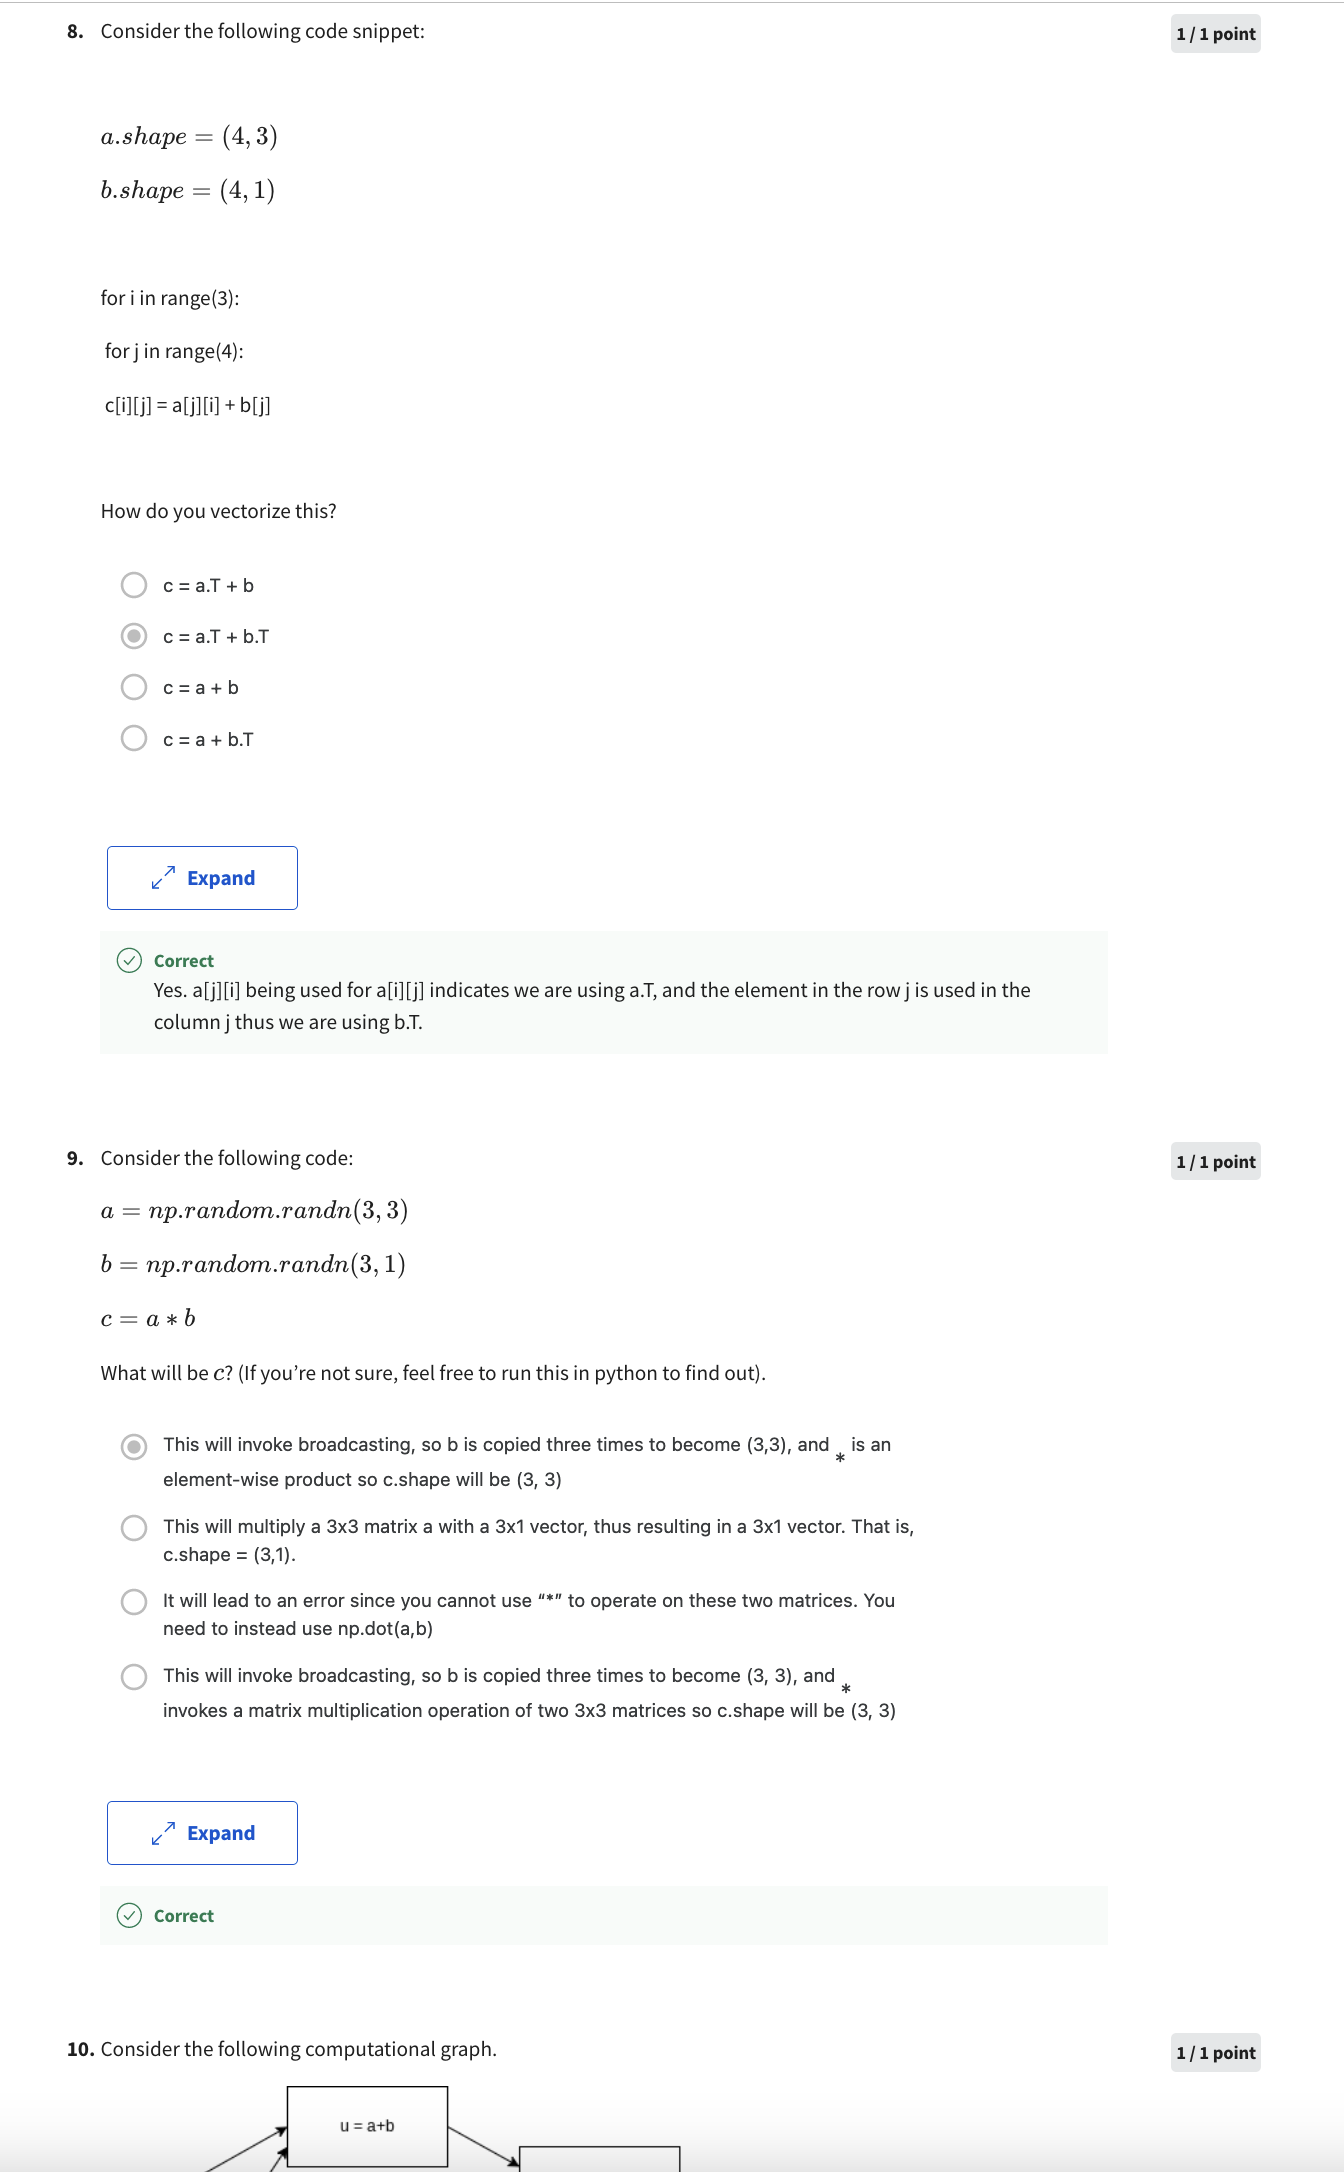 8. Consider the following code snippet:
1 / 1 point
a.shape = (4, 3)
b.shape = (4, 1)
for i in range(3):
for j in range(4):
c[i][j] = a[j][i] + b[j]
How do you vectorize this?
c = a.T + b
c = a.T + b.T
c = a + b
c = a + b.T
Expand
Correct
Yes. a[j][i] being used for a[i][j] indicates we are using a.T, and the element in the row j is used in the
column j thus we are using b.T.
9. Consider the following code:
1 / 1 point
a = np.random.randn(3, 3)
b = np.random.randn(3, 1)
c = a * b
What will be c? (If you’re not sure, feel free to run this in python to find out).
This will invoke broadcasting, so b is copied three times to become (3,3), and * is an
element-wise product so c.shape will be (3, 3)
This will multiply a 3x3 matrix a with a 3x1 vector, thus resulting in a 3x1 vector. That is,
c.shape = (3,1).
It will lead to an error since you cannot use “*” to operate on these two matrices. You
need to instead use np.dot(a,b)
This will invoke broadcasting, so b is copied three times to become (3, 3), and *
invokes a matrix multiplication operation of two 3x3 matrices so c.shape will be (3, 3)
Expand
Correct
10. Consider the following computational graph.
1 / 1 point
u = a+b